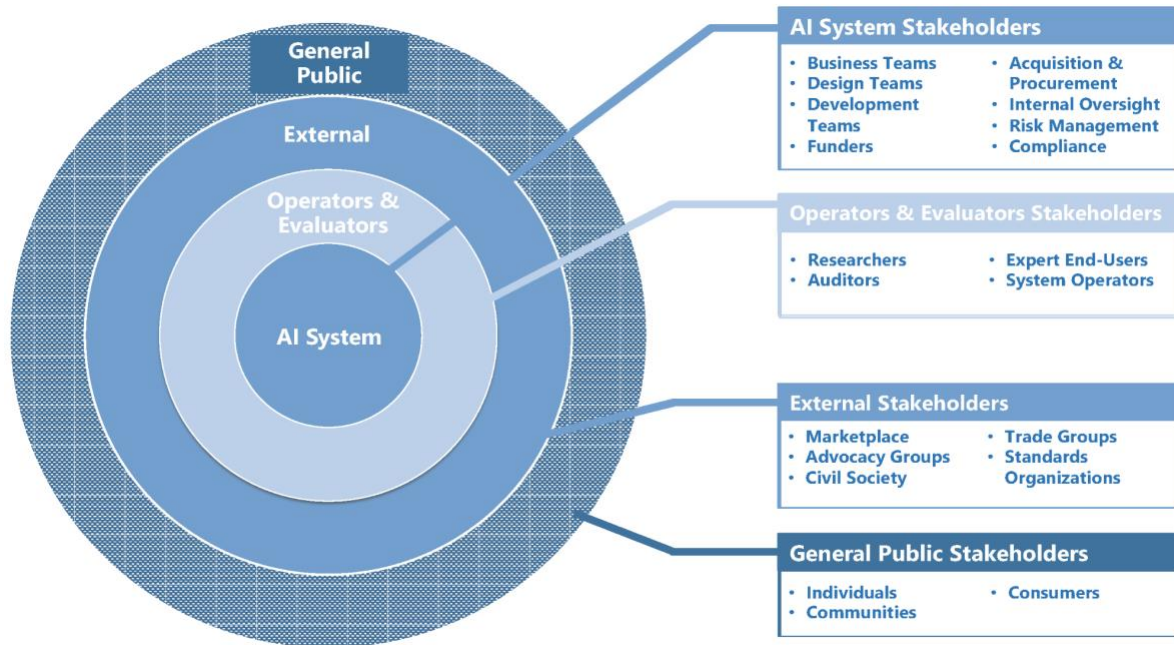 General
Public
External
Operators &
Evaluators
AI System
AI System Stakeholders
• Business Teams
• Design Teams
• Development
Teams
• Funders
• Acquisition &
Procurement
• Internal Oversight
• Risk Management
• Compliance
Operators & Evaluators Stakeholders
• Researchers
• Auditors
• Expert End-Users
• System Operators
External Stakeholders
• Marketplace
• Advocacy Groups
• Civil Society
• Trade Groups
• Standards
Organizations
General Public Stakeholders
• Individuals
• Communities
• Consumers